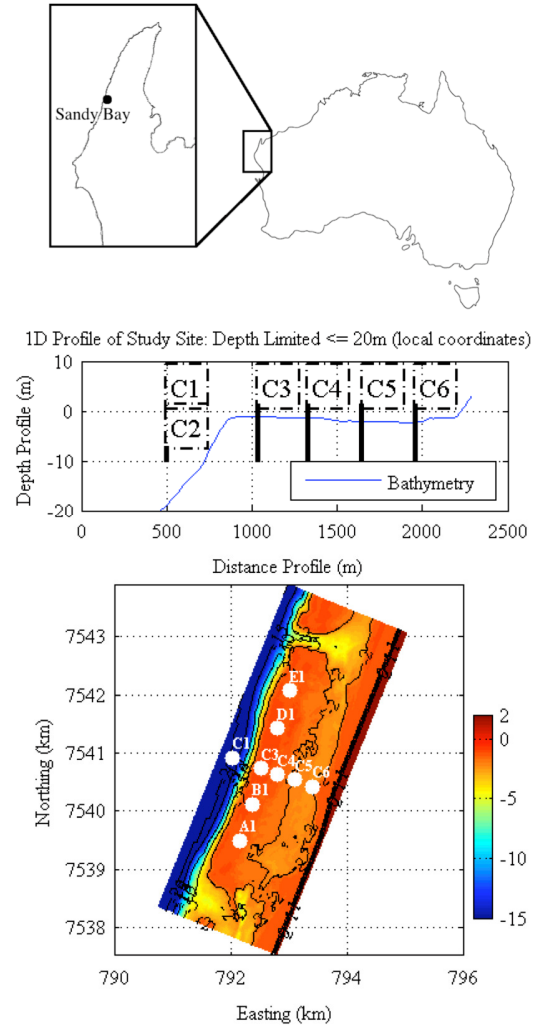 Sandy Bay
1D Profile of Study Site: Depth Limited <= 20m (local coordinates)
10
0
-10
-20
Depth Profile (m)
C1
C2
C3
C4
C5
C6
Bathymetry
0 500 1000 1500 2000 2500
Distance Profile (m)
7543
7542
7541
7540
7539
7538
Northing (km)
E1
D1
C1
C3
C4
C5
C6
B1
A1
2
0
-5
-10
-15
790 792 794 796
Easting (km)